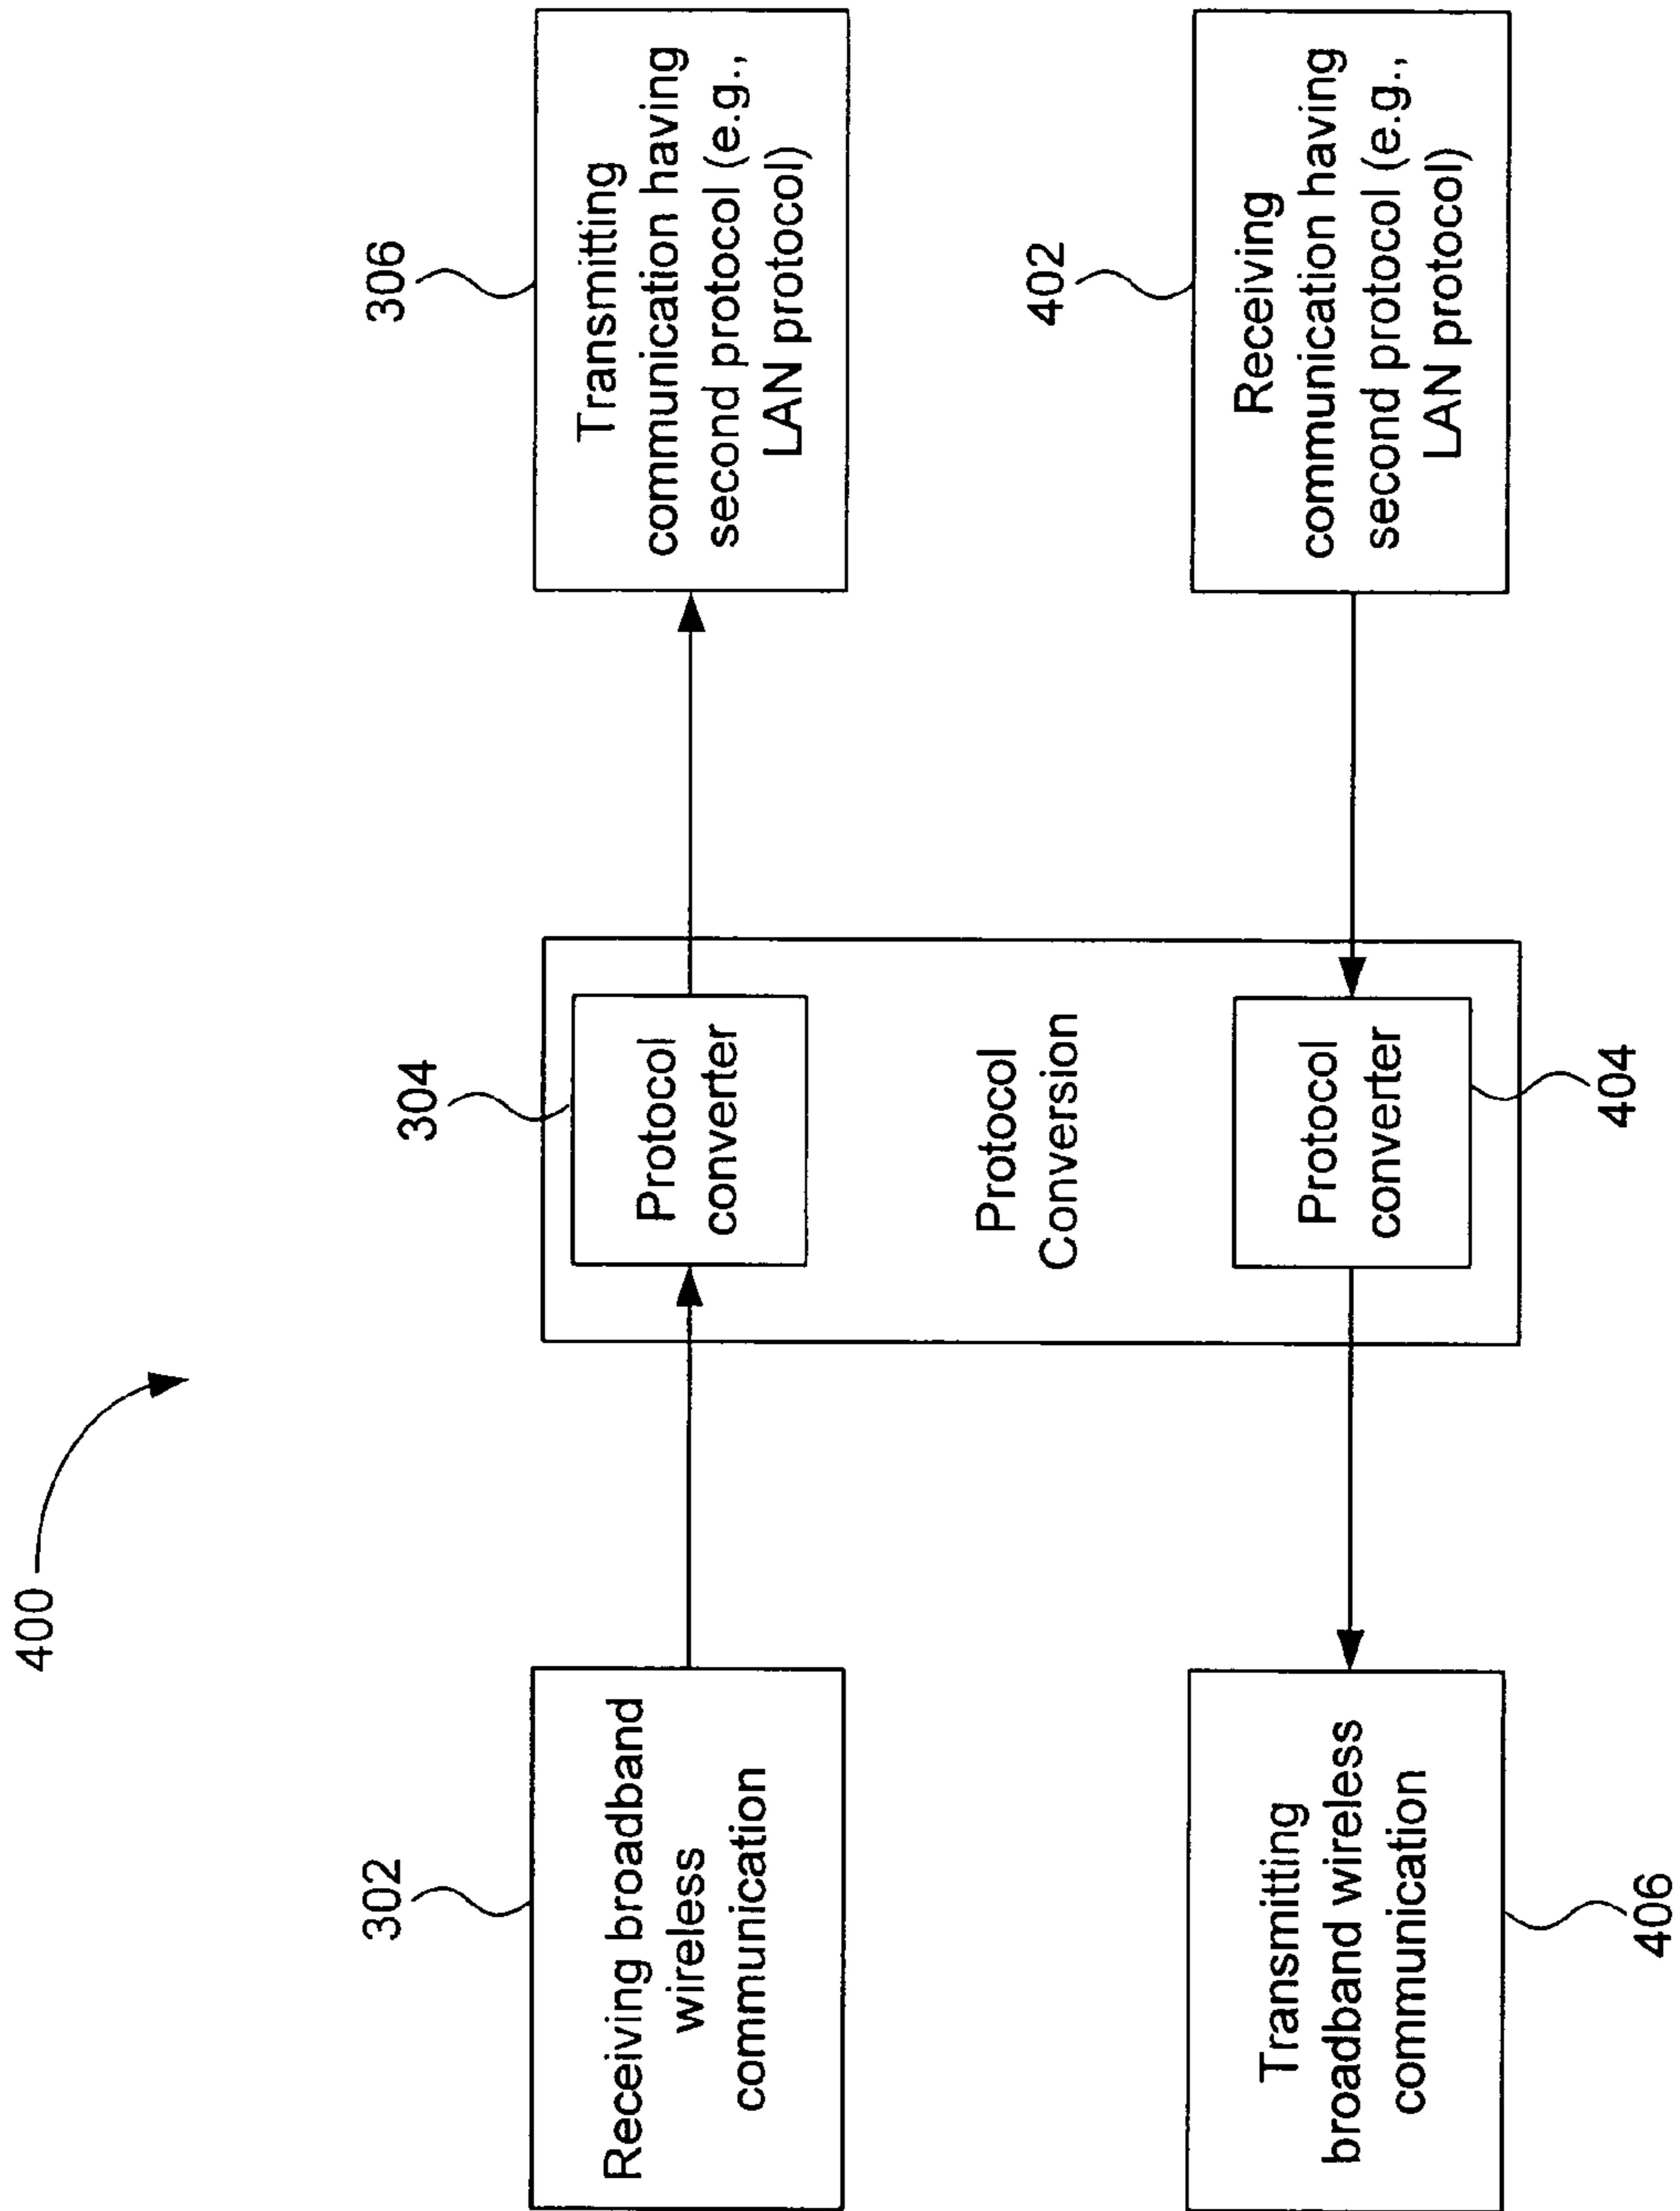 400
302
Receiving broadband
wireless
communication
304
Protocol
converter
306
Transmitting
communication having
second protocol (e.g.,
LAN protocol)
Protocol
Conversion
Transmitting
broadband wireless
communication
406
Protocol
converter
404
402
Receiving
communication having
second protocol (e.g.,
LAN protocol)